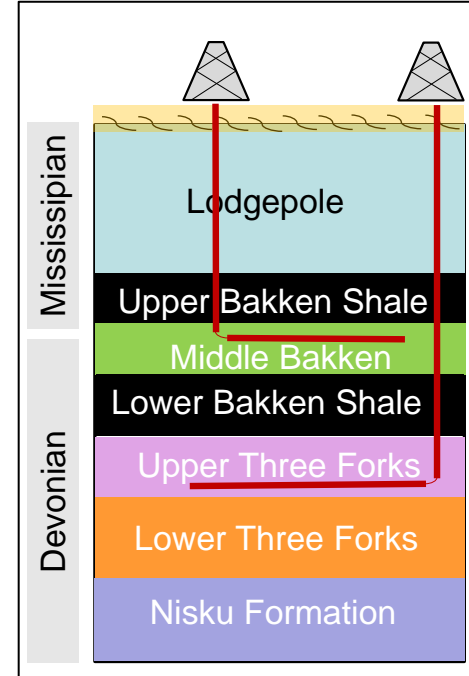 Mississipian
Lodgepole
Upper Bakken Shale
Middle Bakken
Devonian
Lower Bakken Shale
Upper Three Forks
Lower Three Forks
Nisku Formation